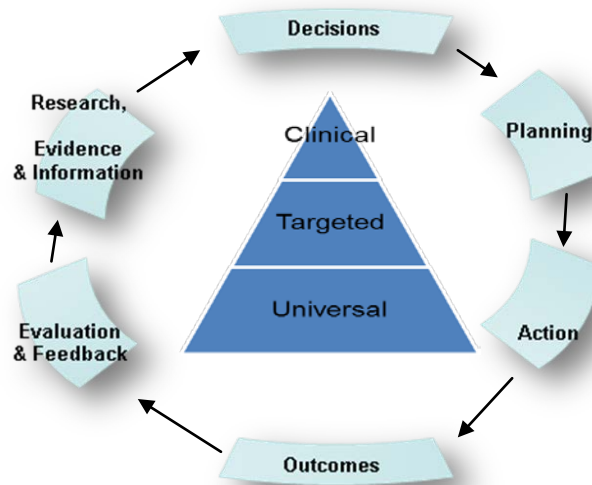 Decisions
Research,
Evidence
& Information
Planning
Clinical
Targeted
Universal
Evaluation
& Feedback
Action
Outcomes